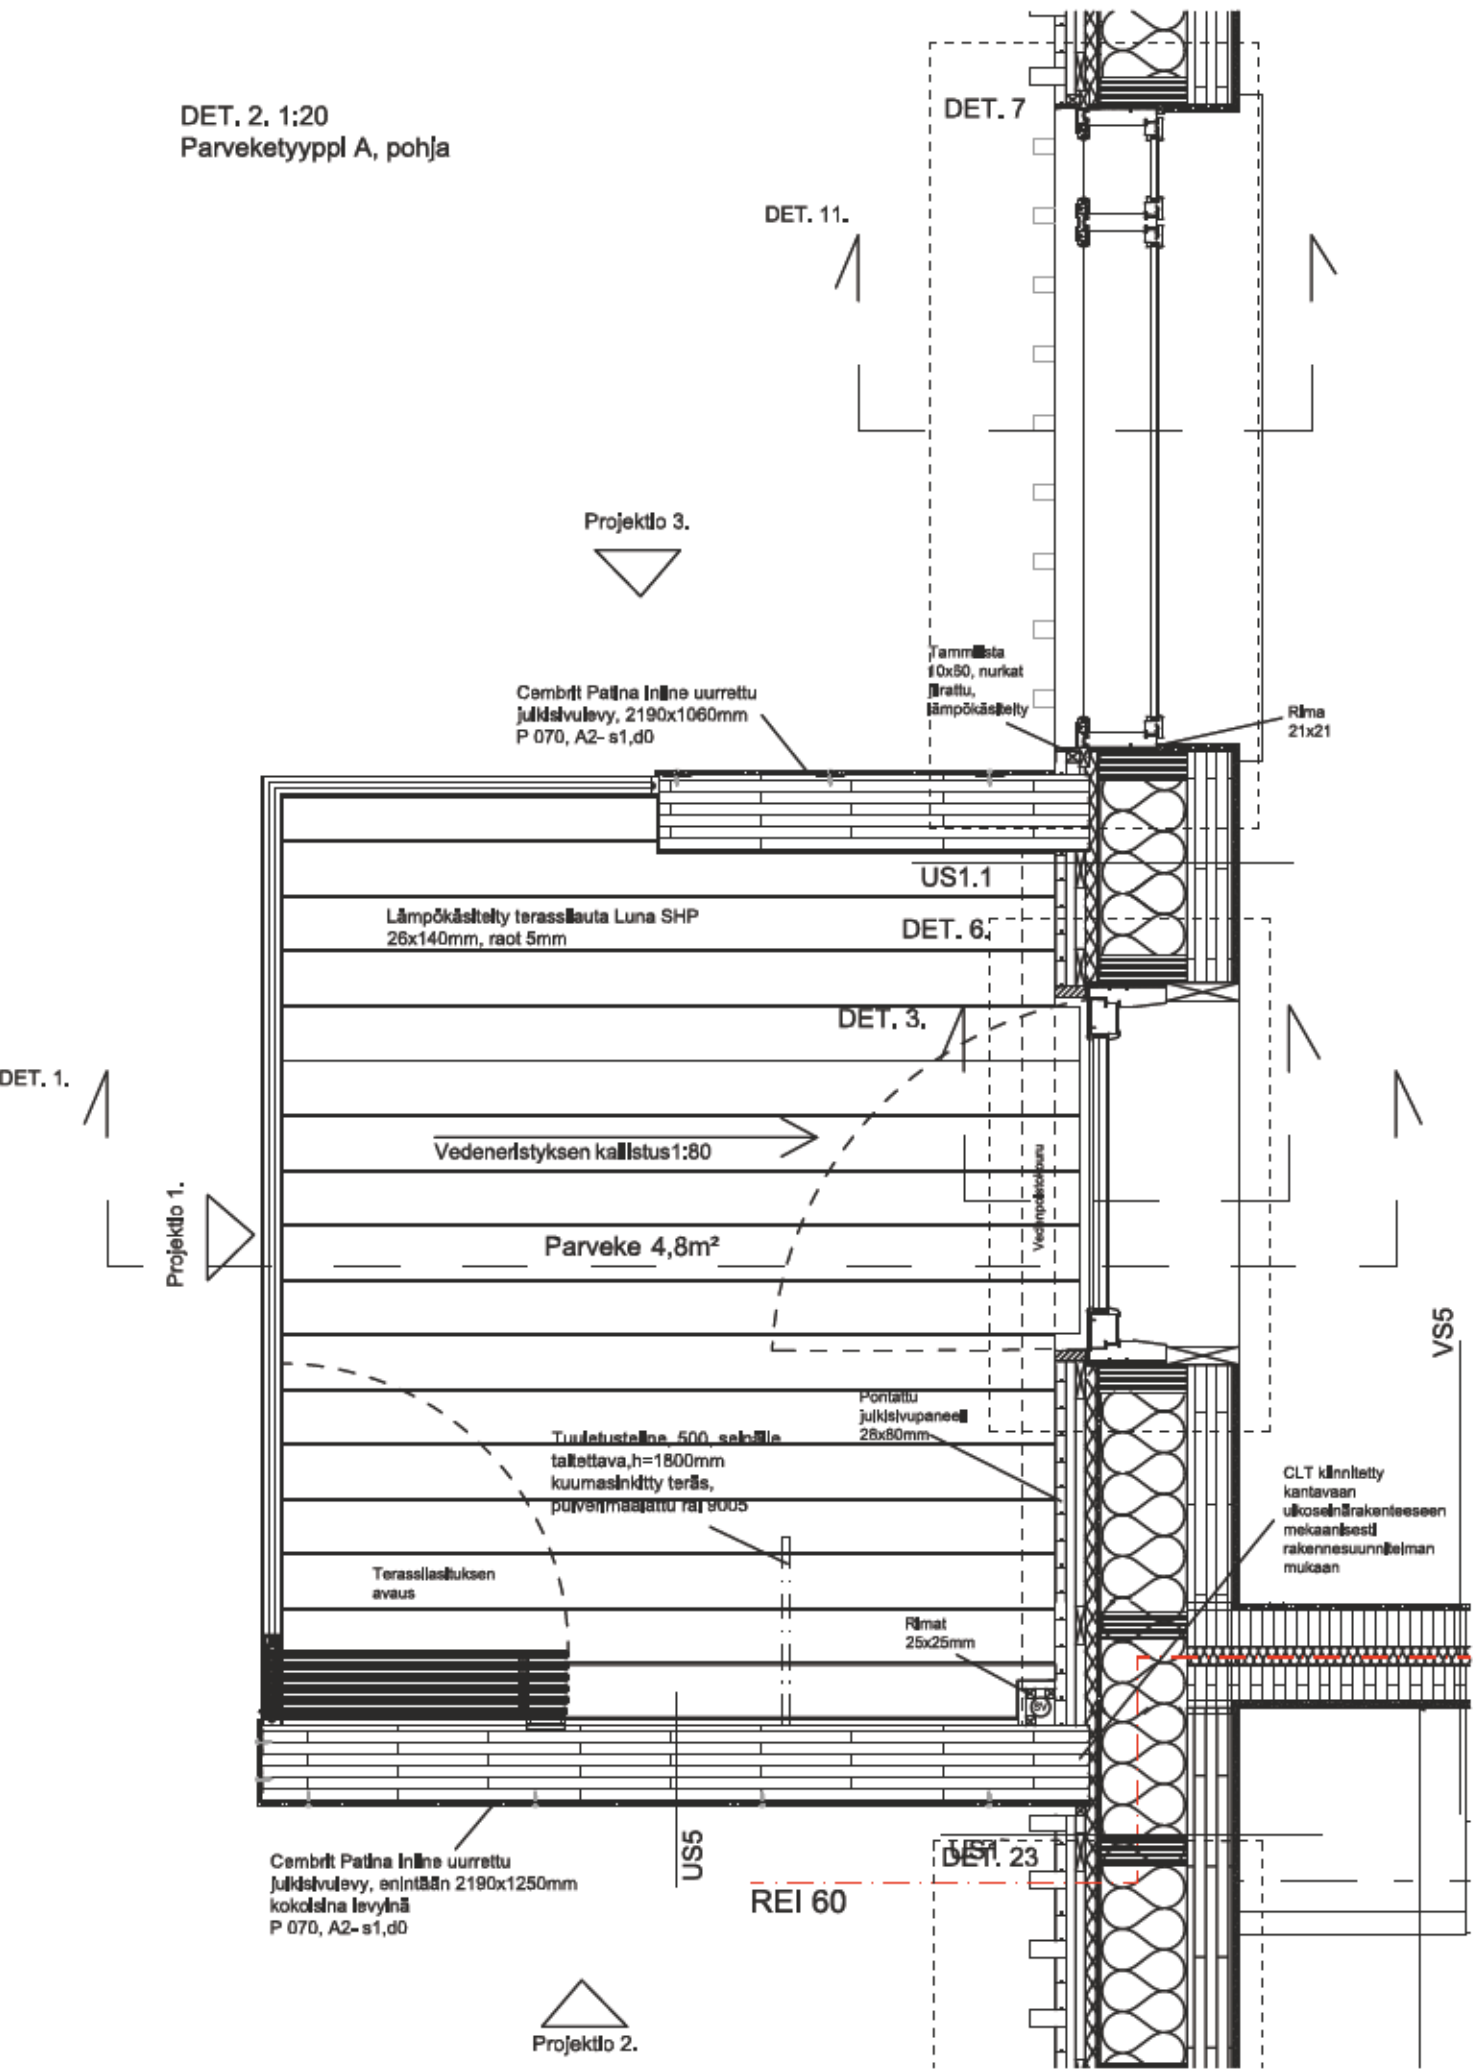 DET. 2. 1:20
Parveketyyppi A, pohja
DET. 7
DET. 11.
Projektio 3.
Tammilista
10x60, nurkat
jiirattu,
lämpökäsitelty
Cembrit Patina Inline uurrettu
julkisivulevy, 2190x1060mm
P 070, A2- s1,d0
Rima
21x21
US1.1
Lämpökäsitelty terassilauta Luna SHP
26x140mm, raot 5mm
DET. 6.
DET. 3.
DET. 1.
Vedeneristyksen kallistus1:80
Vedenpoistokouru
Projektio 1.
Parveke 4,8m²
VS5
Pontattu
julkisivupaneeli
28x80mm
Tuuletusteline, 500, seinälle
taitettava,h=1800mm
kuumasinkitty teräs,
pulverimaalattu ral 9005
CLT kiinnitetty
kantavaan
ulkoseinärakenteeseen
mekaanisesti
rakennesuunnitelman
mukaan
Terassilasituksen
avaus
Rimat
25x25mm
SV
US5
US1
DET. 23
Cembrit Patina Inline uurrettu
julkisivulevy, enintään 2190x1250mm
kokoisina levyinä
P 070, A2- s1,d0
REI 60
Projektio 2.